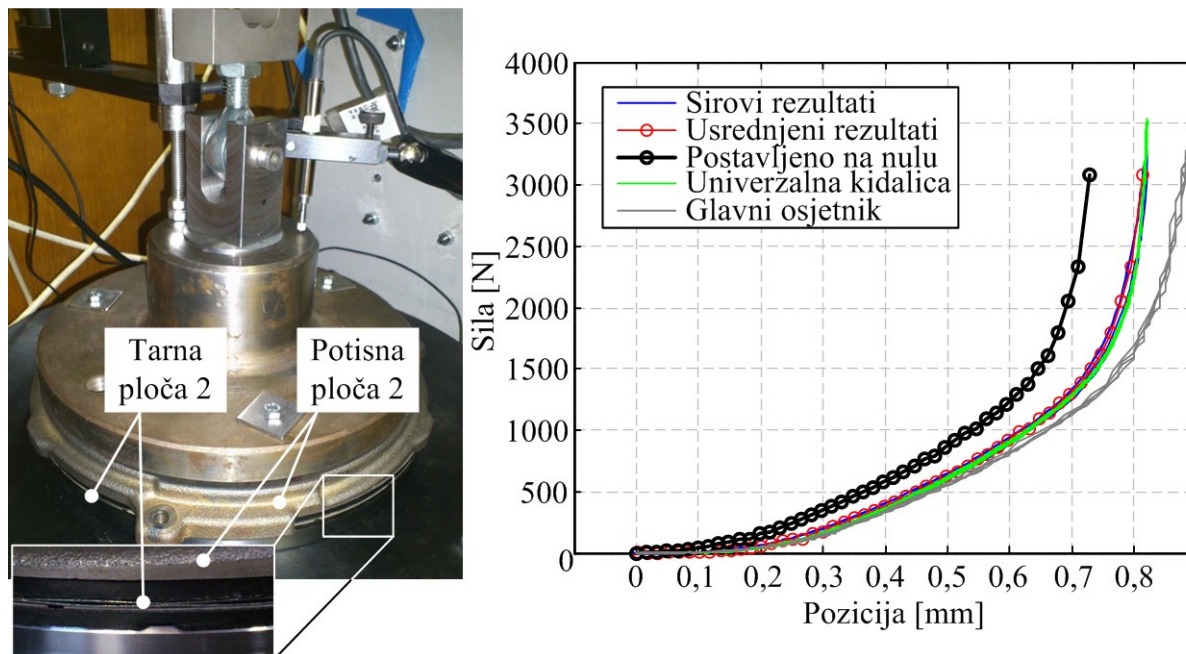 Tarna
ploča 2
Potisna
ploča 2
Sila [N]
4000
3500
3000
2500
2000
1500
1000
500
0
Sirovi rezultati
Usrednjeni rezultati
Postavljeno na nulu
Univerzalna kidalica
Glavni osjetnik
0 0,1 0,2 0,3 0,4 0,5 0,6 0,7 0,8
Pozicija [mm]